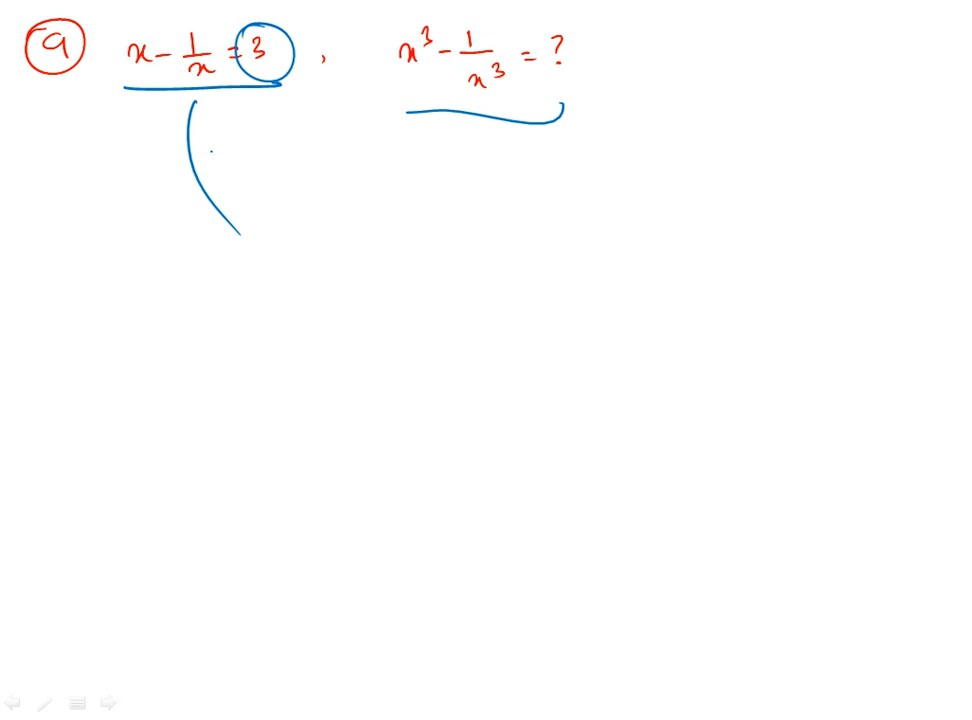 9 x - 1/x = 3 , x³ - 1/x³ = ?